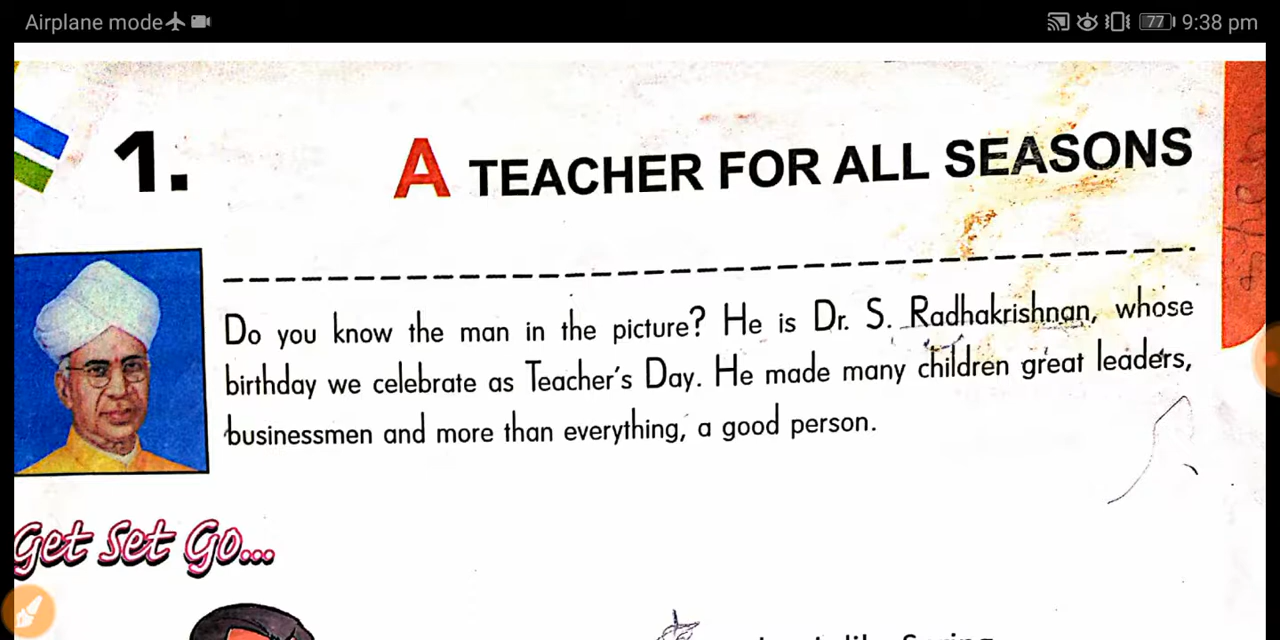 Airplane mode
77 9:38 pm
1. A TEACHER FOR ALL SEASONS
Do you know the man in the picture? He is Dr. S. Radhakrishnan, whose
birthday we celebrate as Teacher's Day. He made many children great leaders,
businessmen and more than everything, a good person.
Get Set Go...
like Spring